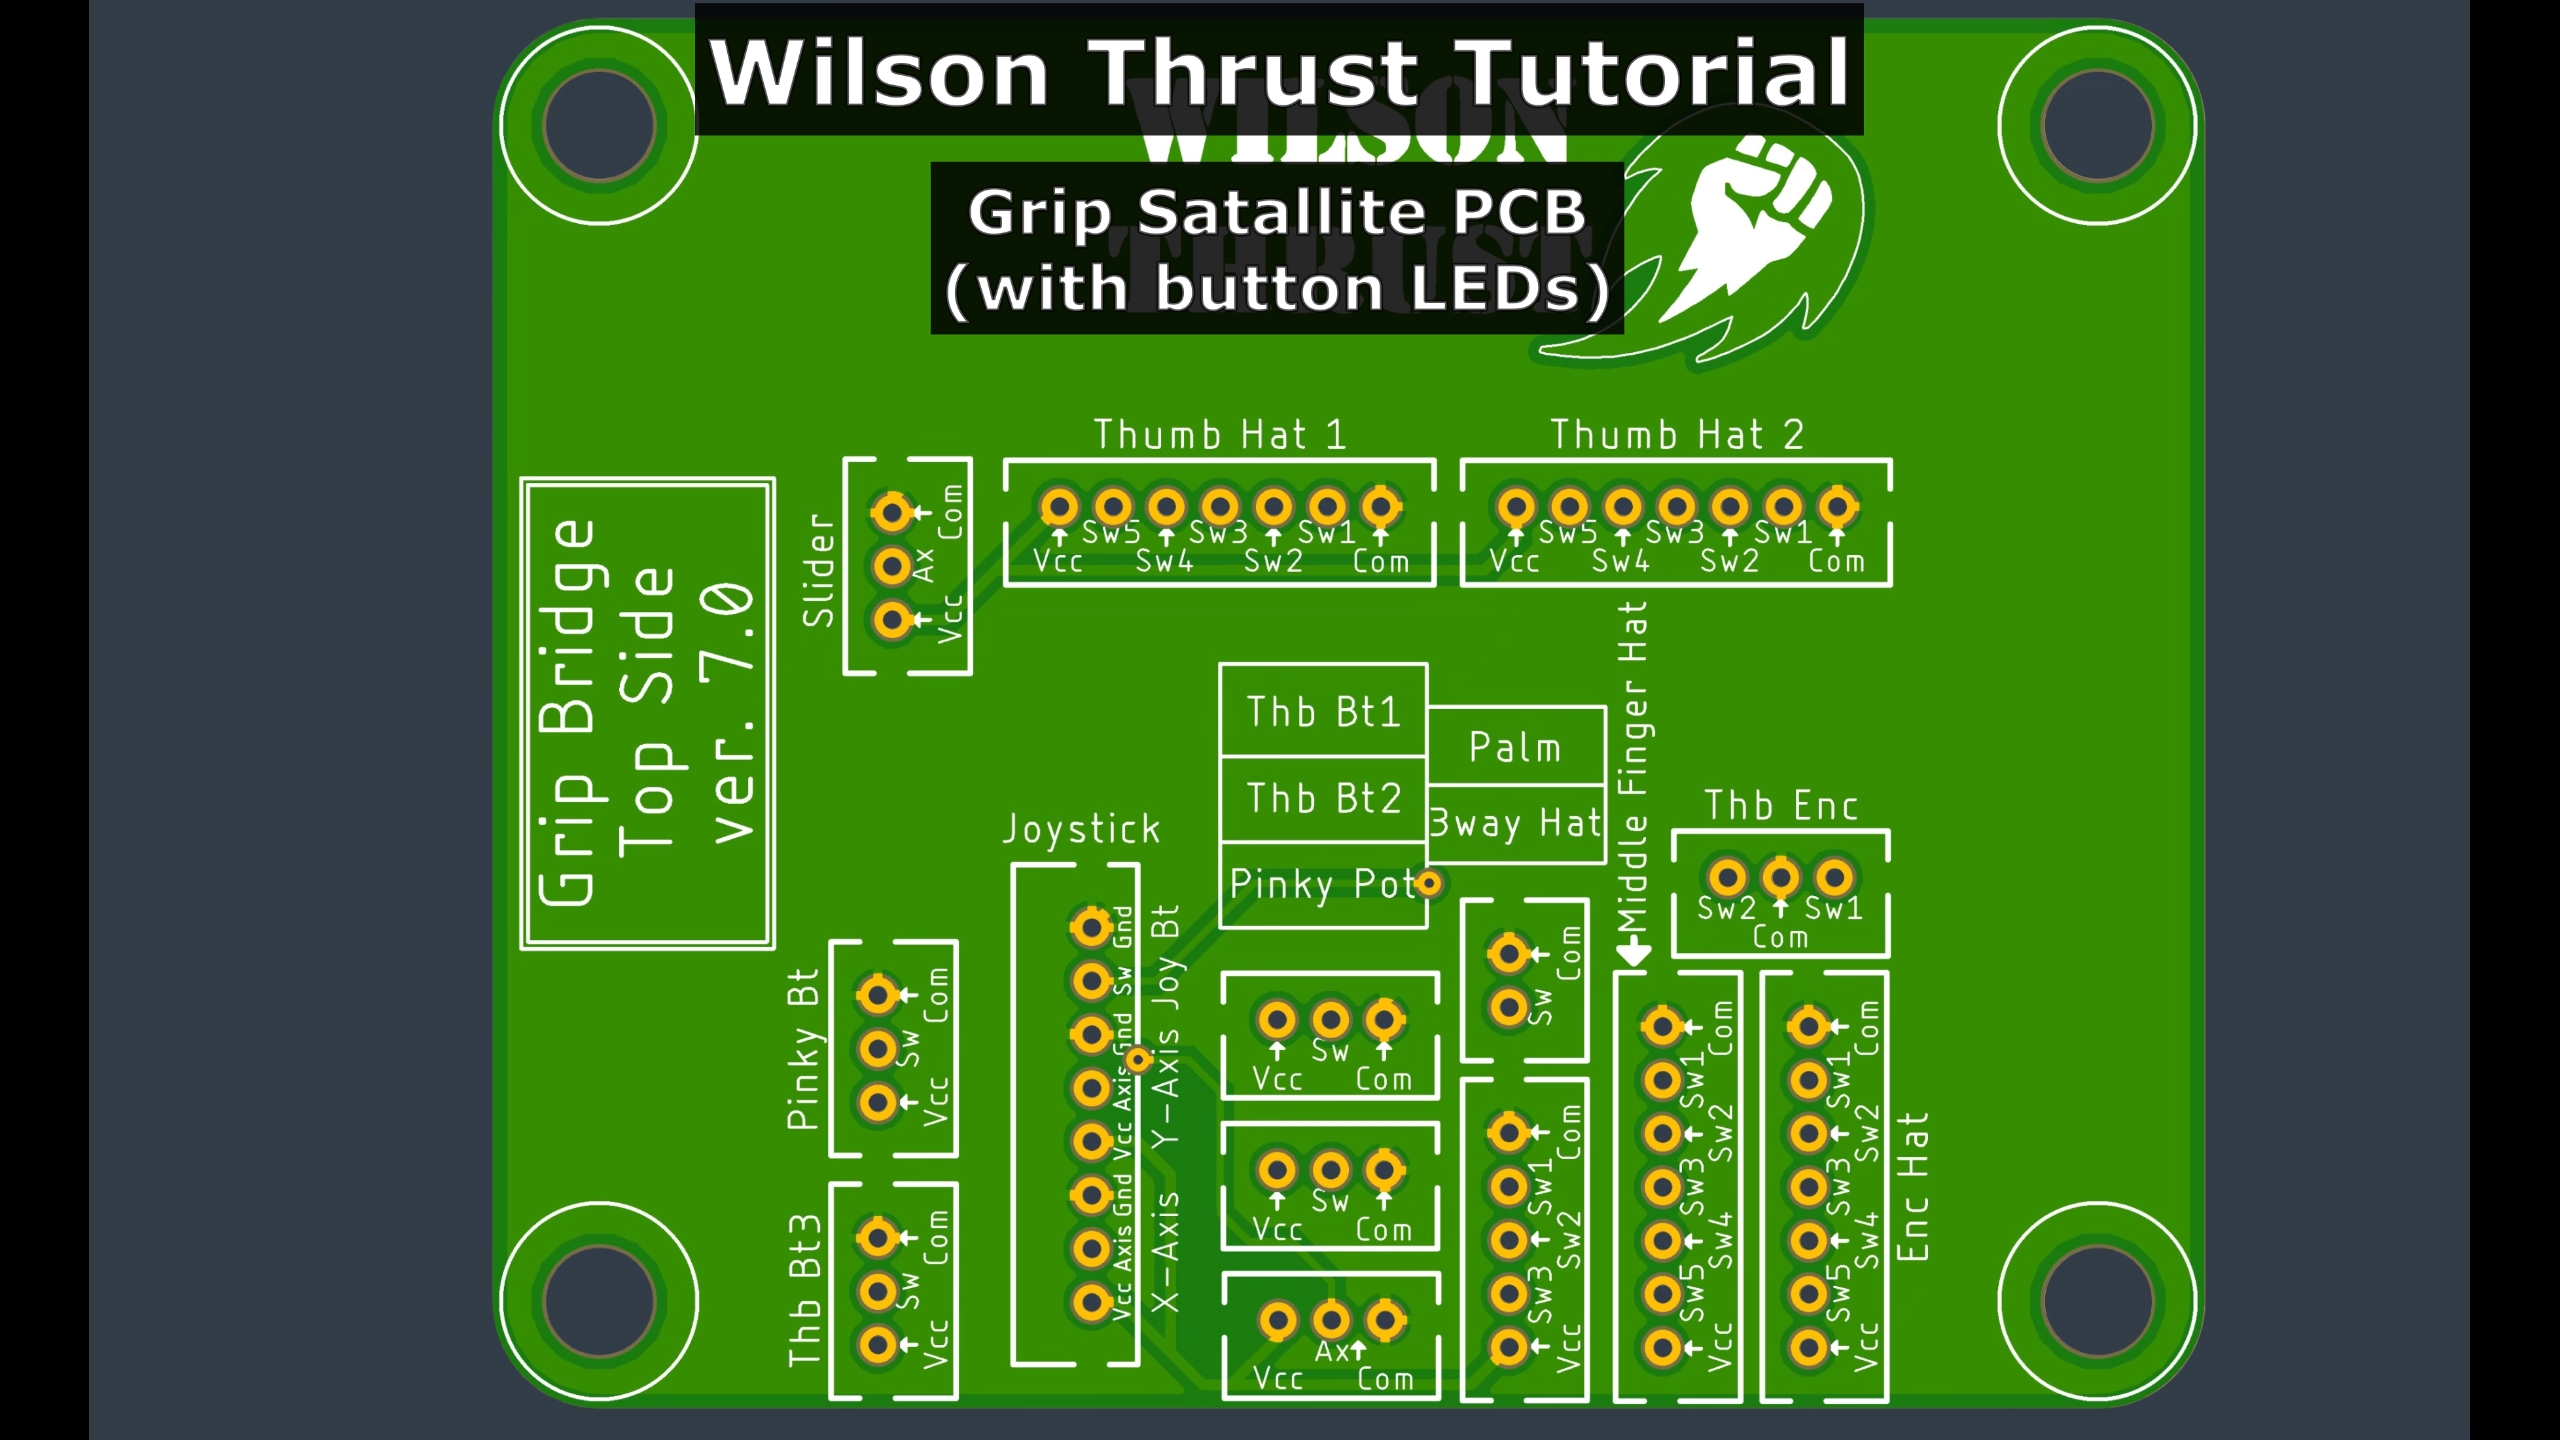 Wilson Thrust Tutorial
WILSON
Grip Satallite PCB
THRUST
(with button LEDs)
Grip Bridge
Top Side
ver. 7.0
Slider
Com
Ax
Vcc
Thumb Hat 1
Sw5 Sw3 Sw1
Vcc Sw4 Sw2 Com
Thumb Hat 2
Sw5 Sw3 Sw1
Vcc Sw4 Sw2 Com
Thb Bt1
Thb Bt2
Pinky Pot
Palm
3way Hat
Middle Finger Hat
Thb Enc
Sw2 Sw1
Com
Joystick
Gnd
Sw
Gnd
Axis
Vcc
Gnd
Axis
Vcc
Joy Bt
Y-Axis
X-Axis
Pinky Bt
Com
Sw
Vcc
Thb Bt3
Com
Sw
Vcc
Sw
Vcc Com
Sw
Vcc Com
Ax
Vcc Com
Com
Sw
Com
Sw1
Sw2
Sw3
Vcc
Com
Sw1
Sw2
Sw3
Sw4
Sw5
Vcc
Com
Sw1
Sw2
Sw3
Sw4
Sw5
Vcc
Enc Hat